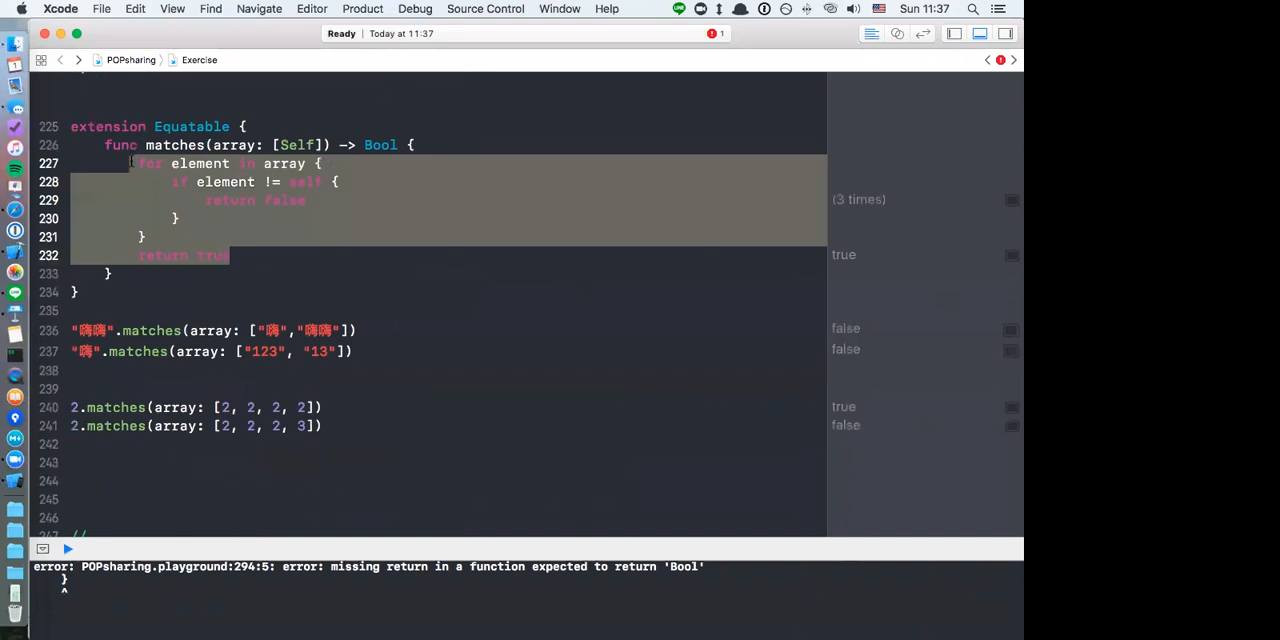 Xcode File Edit View Find Navigate Editor Product Debug Source Control Window Help Sun 11:37
Ready | Today at 11:37 1
POPsharing Exercise
225 extension Equatable {
226 func matches(array: [Self]) -> Bool {
227 for element in array {
228 if element != self {
229 return false (3 times)
230 }
231 }
232 return true true
233 }
234 }
235
236 "嗨嗨".matches(array: ["嗨","嗨嗨"]) false
237 "嗨".matches(array: ["123", "13"]) false
238
239
240 2.matches(array: [2, 2, 2, 2]) true
241 2.matches(array: [2, 2, 2, 3]) false
242
243
244
245
246
247 //
error: POPsharing.playground:294:5: error: missing return in a function expected to return 'Bool'
}
^